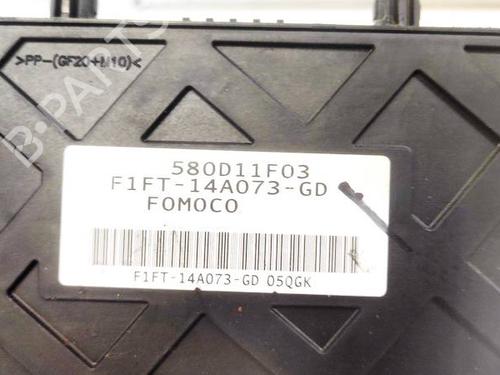 >PP-(GF20+M10)<
B-PARTS
580D11F03
F1FT-14A073-GD
FOMOCO
F1FT-14A073-GD 05QGK